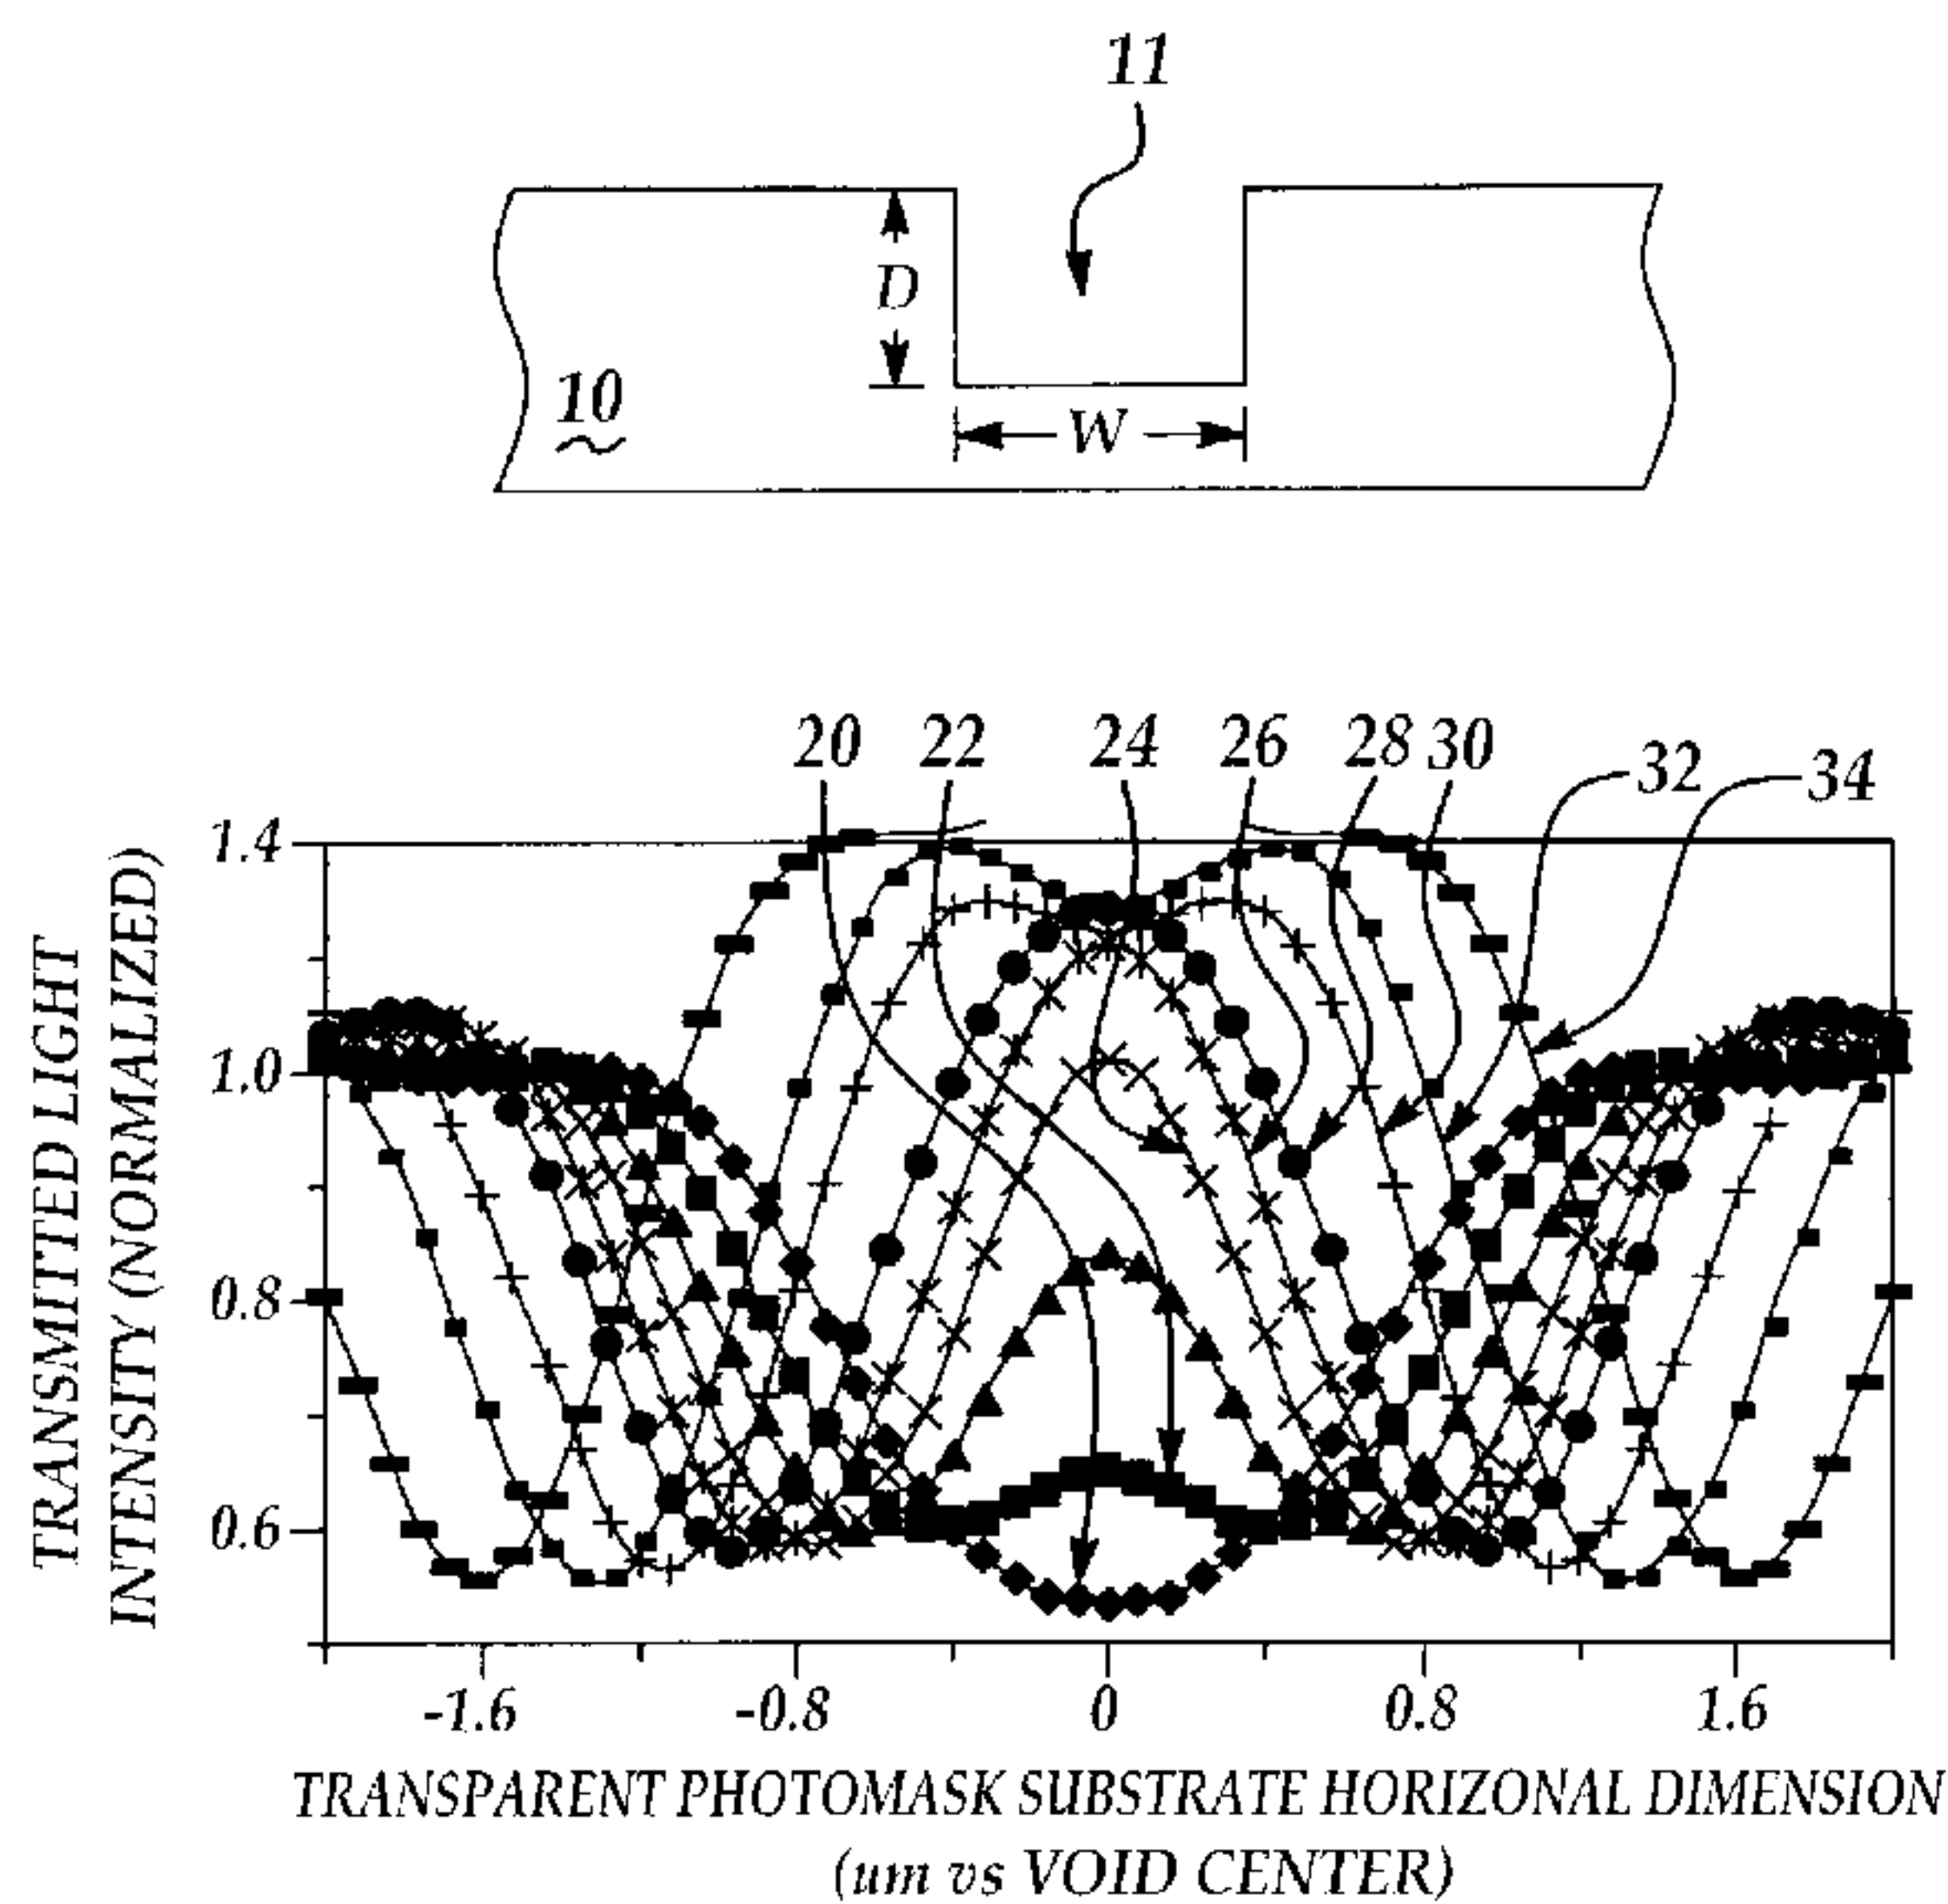 11
D
10
W
20 22 24 26 28 30 32 34
1.4
1.0
0.8
0.6
TRANSMITTED LIGHT
INTENSITY (NORMALIZED)
-1.6 -0.8 0 0.8 1.6
TRANSPARENT PHOTOMASK SUBSTRATE HORIZONAL DIMENSION
(um vs VOID CENTER)